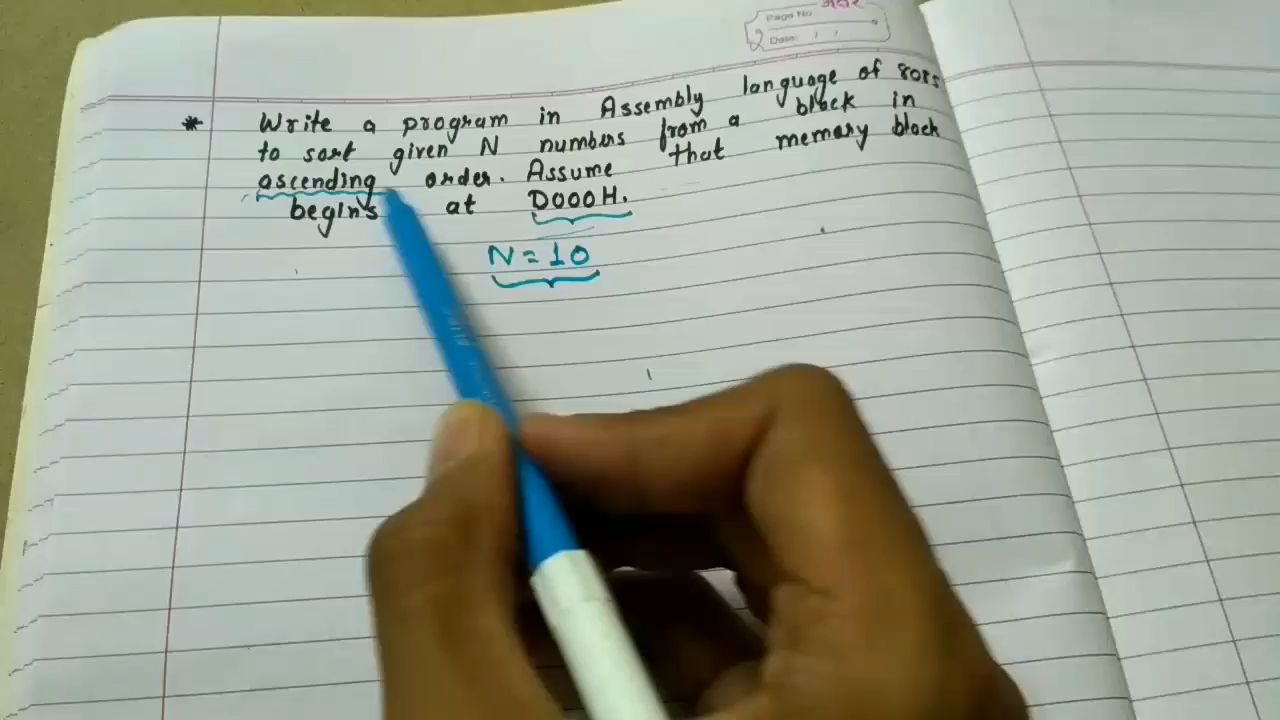 Page No
Date: / /
2
* Write a program in Assembly language of 8085
to sort given N numbers from a block in
ascending order. Assume that memory block
begins at D000H.
N = 10